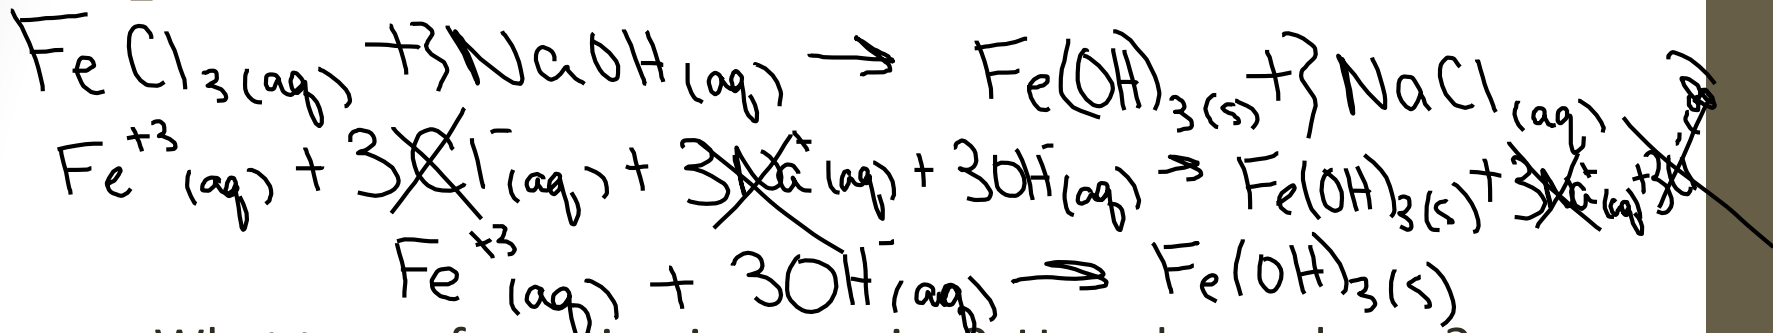 FeCl₃(aq) + 3NaOH(aq) → Fe(OH)₃(s) + 3NaCl(aq)
Fe⁺³(aq) + 3Cl⁻(aq) + 3Na⁺(aq) + 3OH⁻(aq) → Fe(OH)₃(s) + 3Na⁺(aq) + 3Cl⁻(aq)
Fe⁺³(aq) + 3OH⁻(aq) → Fe(OH)₃(s)